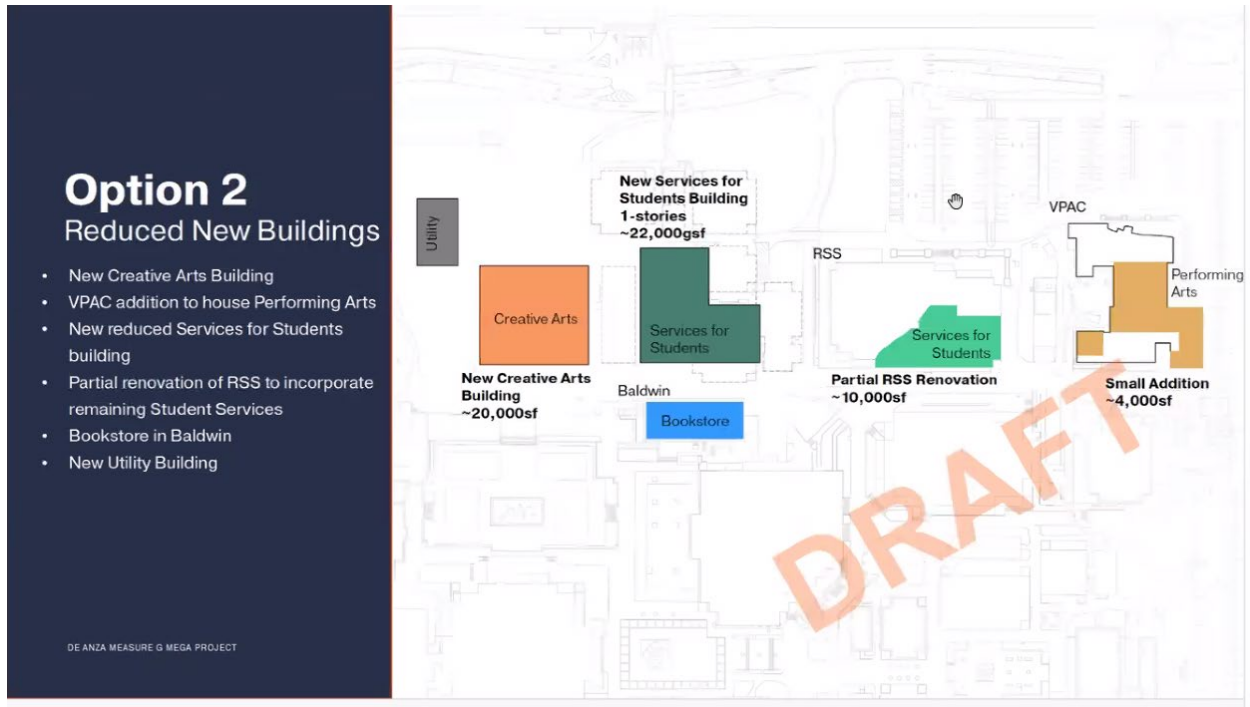 Option 2
Reduced New Buildings
• New Creative Arts Building
• VPAC addition to house Performing Arts
• New reduced Services for Students
building
• Partial renovation of RSS to incorporate
remaining Student Services
• Bookstore in Baldwin
• New Utility Building
DE ANZA MEASURE G MEGA PROJECT
Utility
Creative Arts
New Creative Arts
Building
~20,000sf
New Services for
Students Building
1-stories
~22,000gsf
Services for
Students
Baldwin
Bookstore
RSS
Services for
Students
Partial RSS Renovation
~10,000sf
VPAC
Performing
Arts
Small Addition
~4,000sf
DRAFT